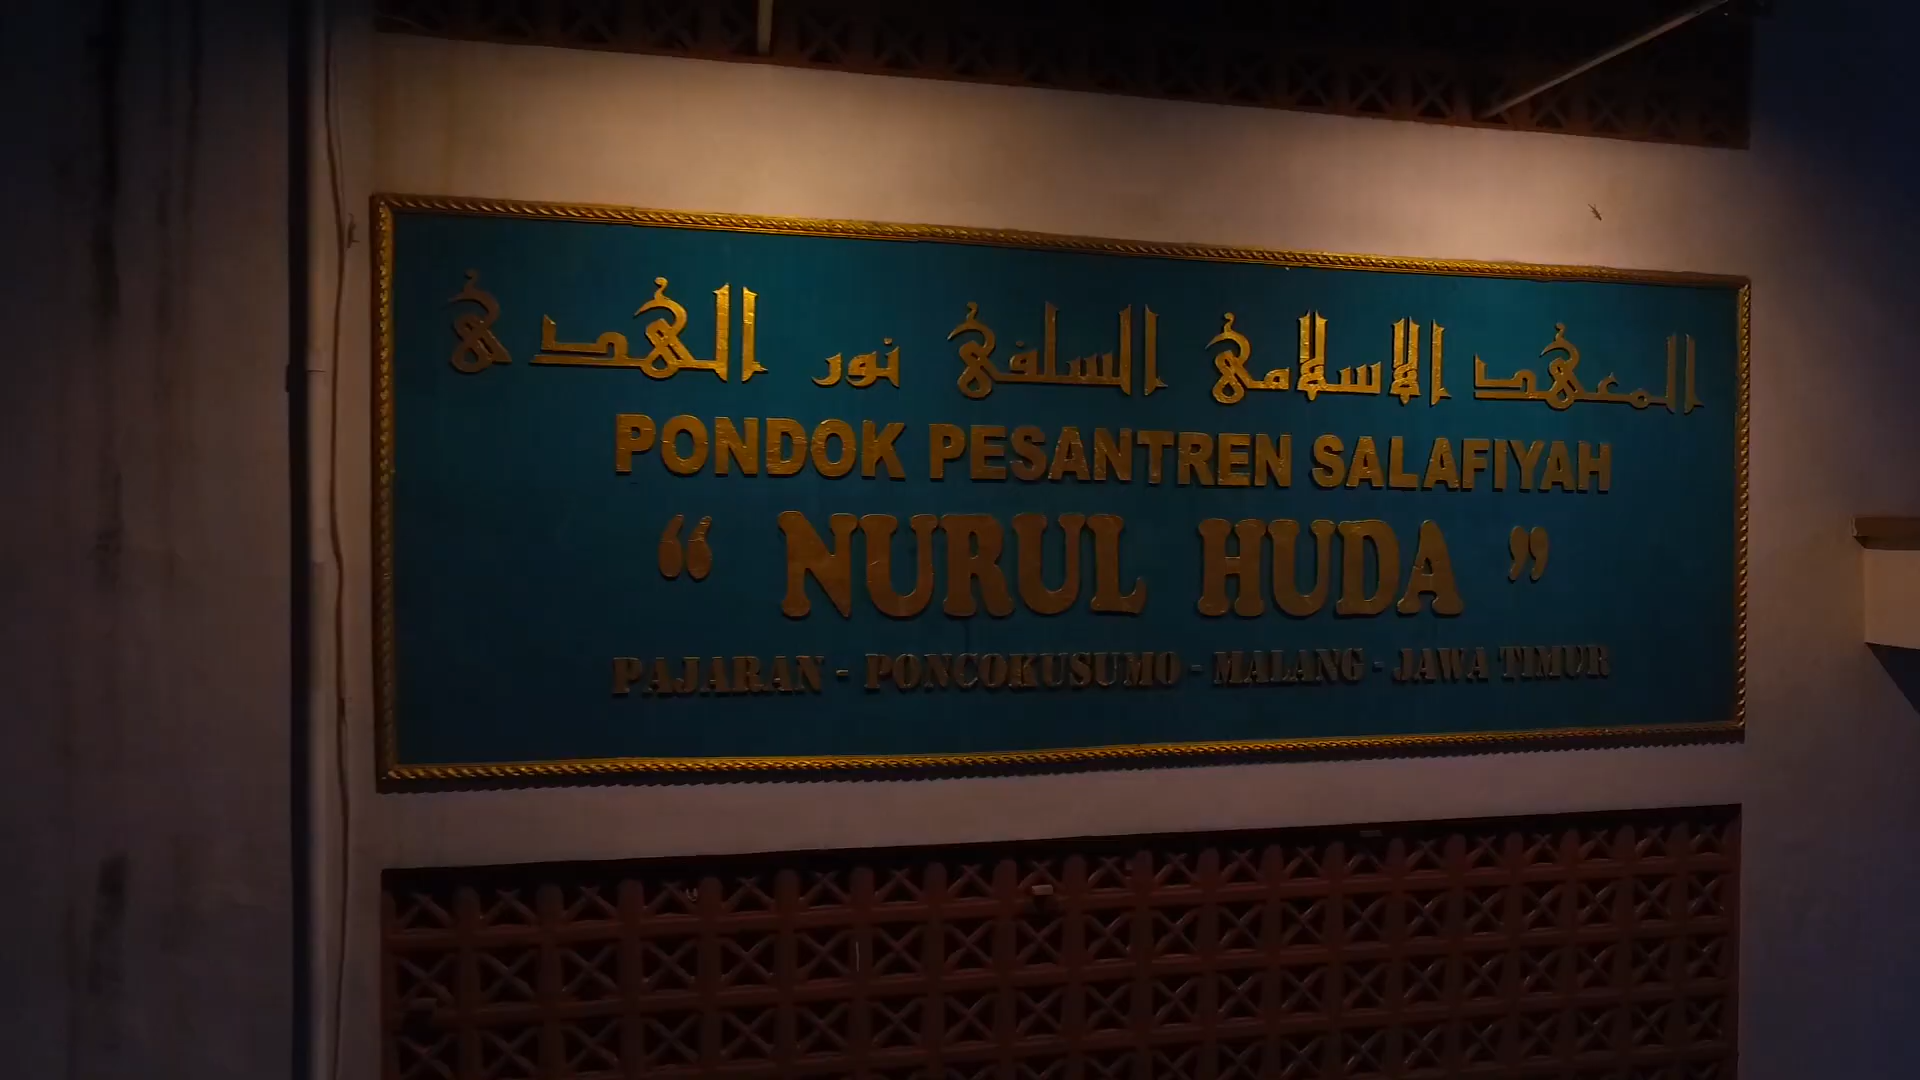 المعهد الإسلامي السلفي نور الهدى
PONDOK PESANTREN SALAFIYAH
“ NURUL HUDA ”
PAJARAN - PONCOKUSUMO - MALANG - JAWA TIMUR